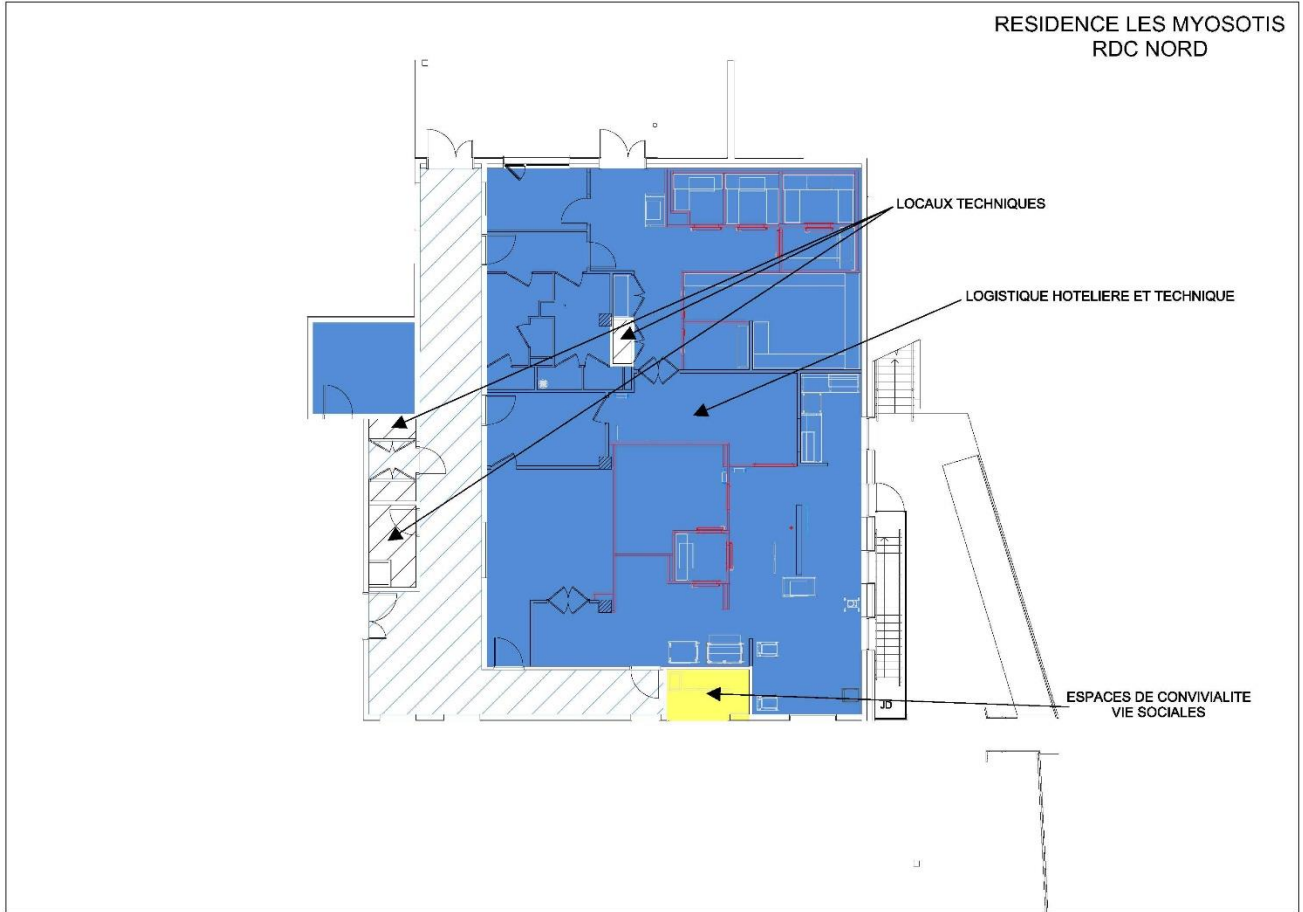 RESIDENCE LES MYOSOTIS
RDC NORD
LOCAUX TECHNIQUES
LOGISTIQUE HOTELIERE ET TECHNIQUE
ESPACES DE CONVIVIALITE
VIE SOCIALES
JD